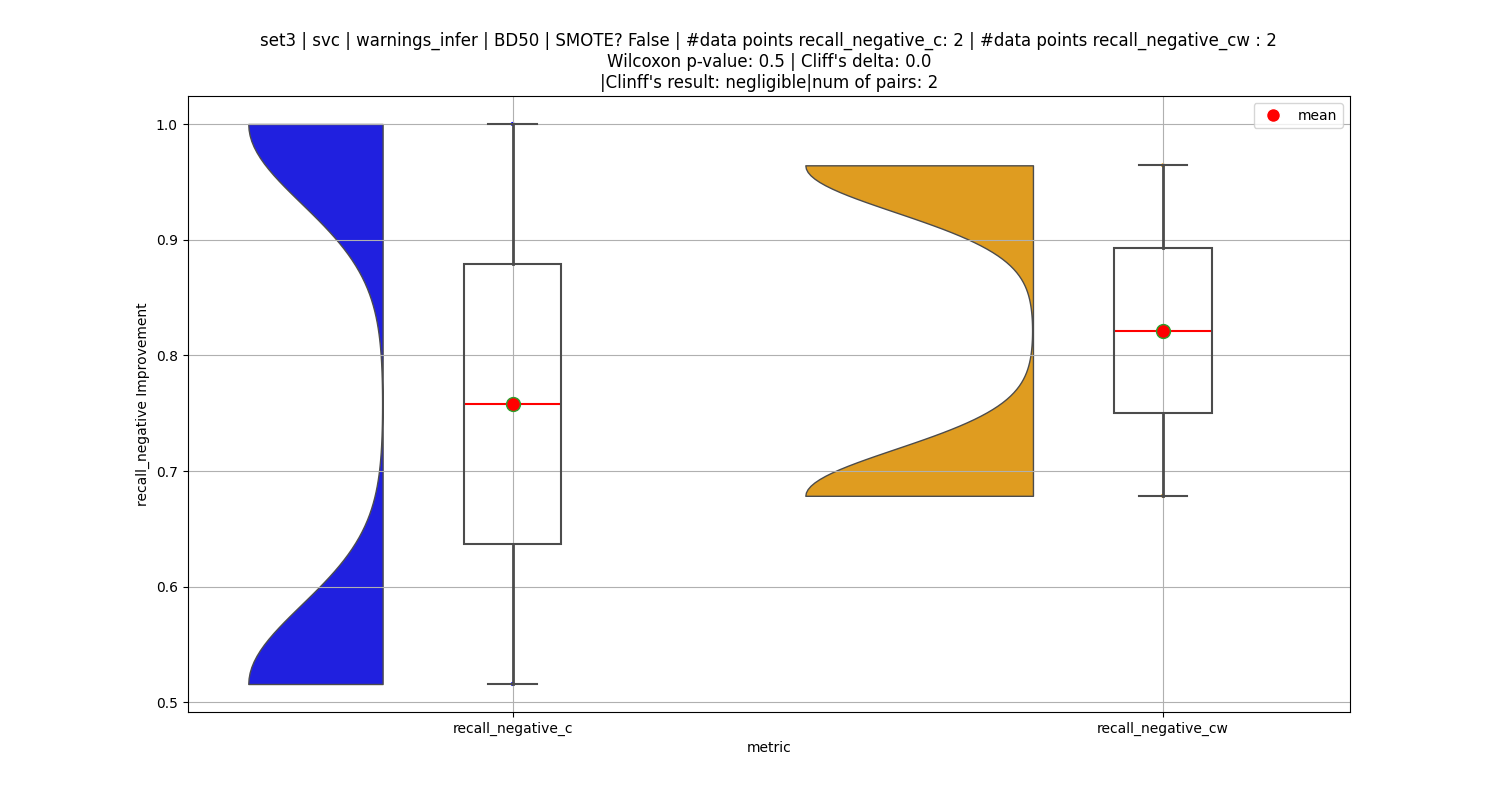 set3 | svc | warnings_infer | BD50 | SMOTE? False | #data points recall_negative_c: 2 | #data points recall_negative_cw : 2
Wilcoxon p-value: 0.5 | Cliff's delta: 0.0
|Clinff's result: negligible|num of pairs: 2
mean
1.0
0.9
0.8
0.7
0.6
0.5
recall_negative Improvement
recall_negative_c
recall_negative_cw
metric